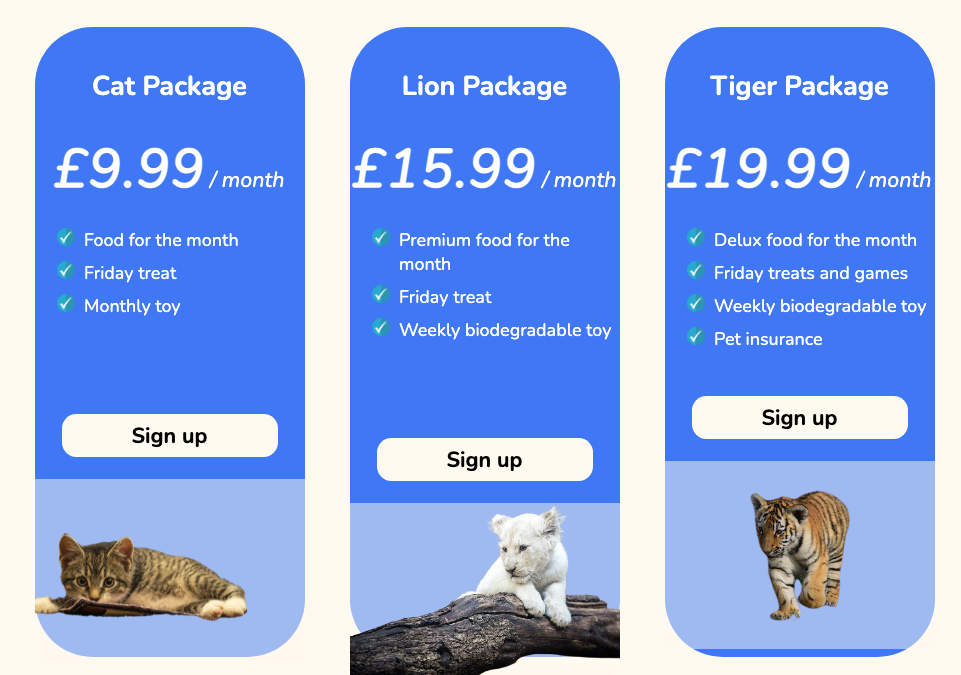 Cat Package
£9.99 / month
Food for the month
Friday treat
Monthly toy
Sign up
Lion Package
£15.99 / month
Premium food for the
month
Friday treat
Weekly biodegradable toy
Sign up
Tiger Package
£19.99 / month
Delux food for the month
Friday treats and games
Weekly biodegradable toy
Pet insurance
Sign up